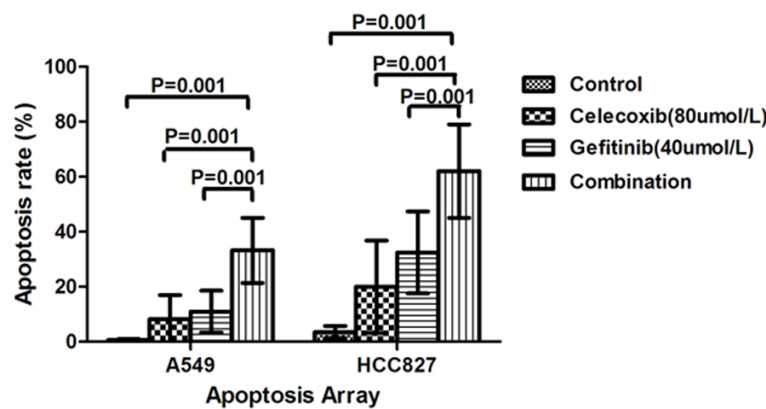 P=0.001
P=0.001
P=0.001
P=0.001
P=0.001
P=0.001
100
80
60
40
20
0
Apoptosis rate (%)
A549
HCC827
Apoptosis Array
Control
Celecoxib(80umol/L)
Gefitinib(40umol/L)
Combination